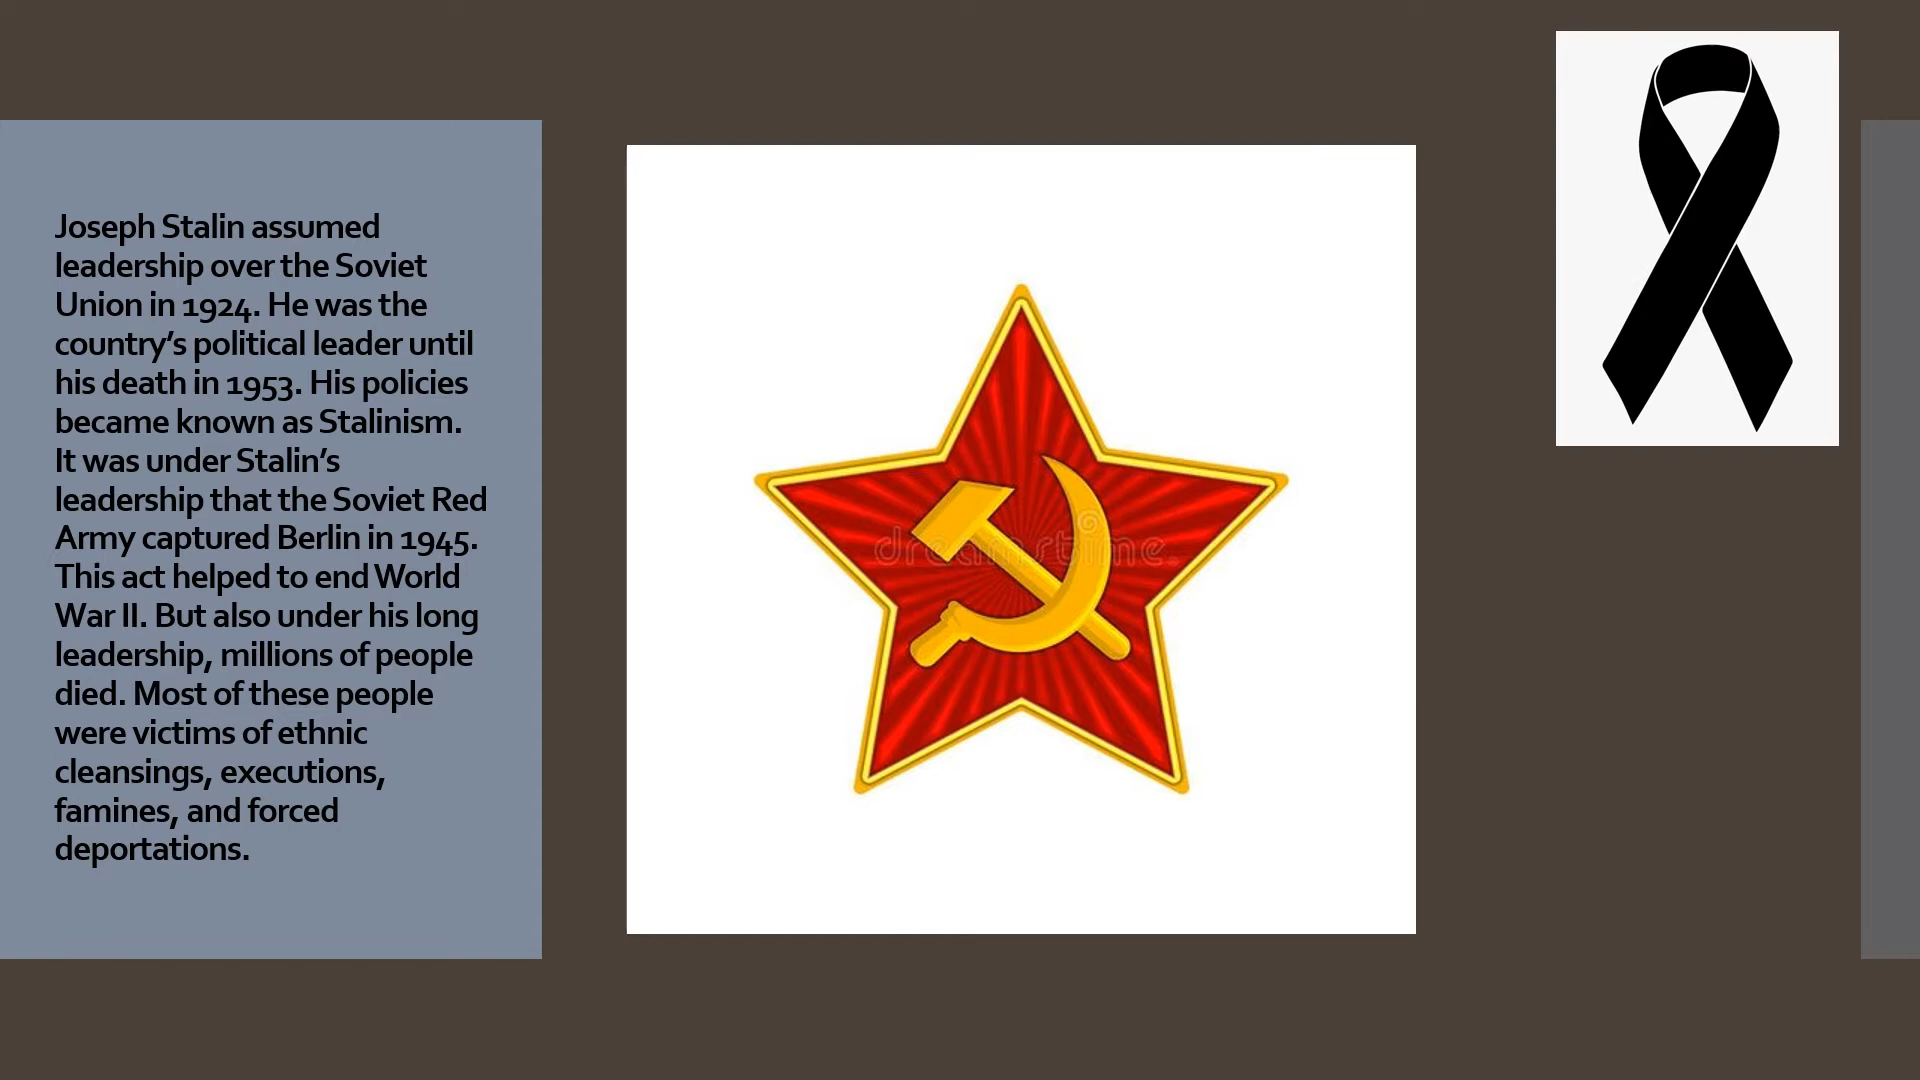 Joseph Stalin assumed
leadership over the Soviet
Union in 1924. He was the
country’s political leader until
his death in 1953. His policies
became known as Stalinism.
It was under Stalin’s
leadership that the Soviet Red
Army captured Berlin in 1945.
This act helped to end World
War II. But also under his long
leadership, millions of people
died. Most of these people
were victims of ethnic
cleansings, executions,
famines, and forced
deportations.
dreamstime.